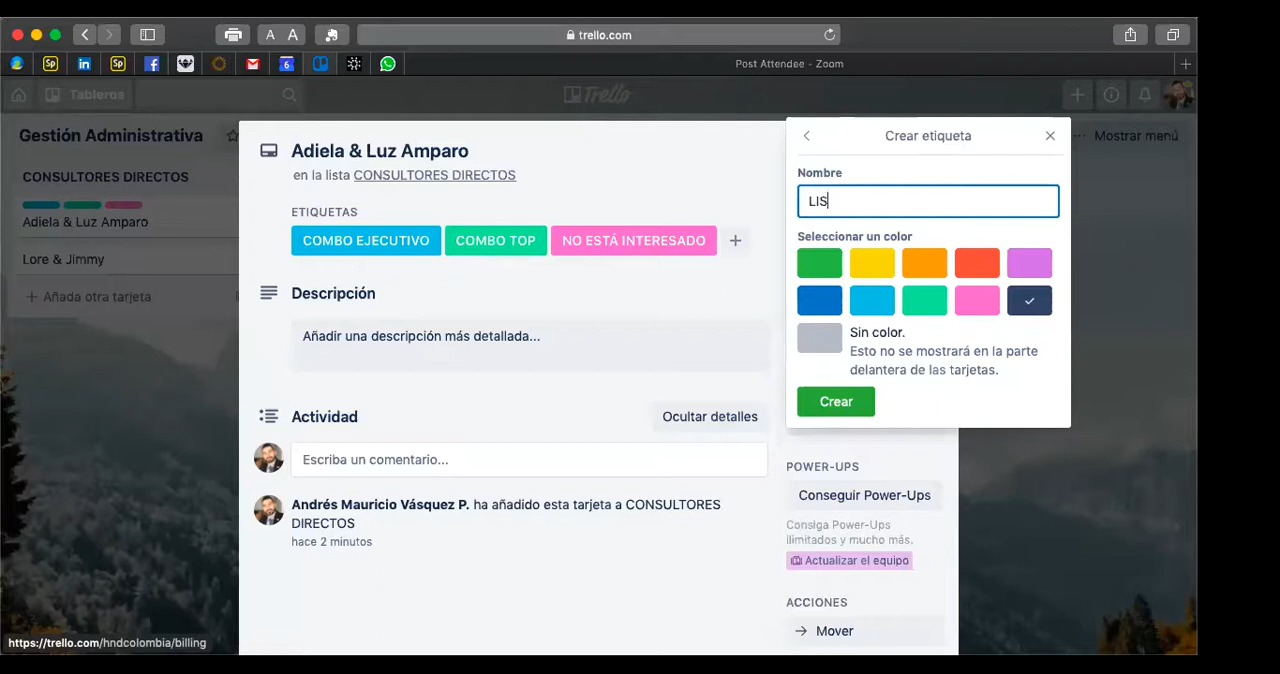 A A
trello.com
Sp
in
Sp
6
Post Attendee - Zoom
Tableros
Trello
Gestión Administrativa
Mostrar menú
CONSULTORES DIRECTOS
Adiela & Luz Amparo
Lore & Jimmy
+ Añada otra tarjeta
Adiela & Luz Amparo
en la lista CONSULTORES DIRECTOS
ETIQUETAS
COMBO EJECUTIVO COMBO TOP NO ESTÁ INTERESADO +
Descripción
Añadir una descripción más detallada...
Actividad
Ocultar detalles
Escriba un comentario...
Andrés Mauricio Vásquez P. ha añadido esta tarjeta a CONSULTORES
DIRECTOS
hace 2 minutos
Crear etiqueta
Nombre
LIS
Seleccionar un color
Sin color.
Esto no se mostrará en la parte
delantera de las tarjetas.
Crear
POWER-UPS
Conseguir Power-Ups
Consiga Power-Ups
ilimitados y mucho más.
Actualizar el equipo
ACCIONES
→ Mover
https://trello.com/hndcolombia/billing